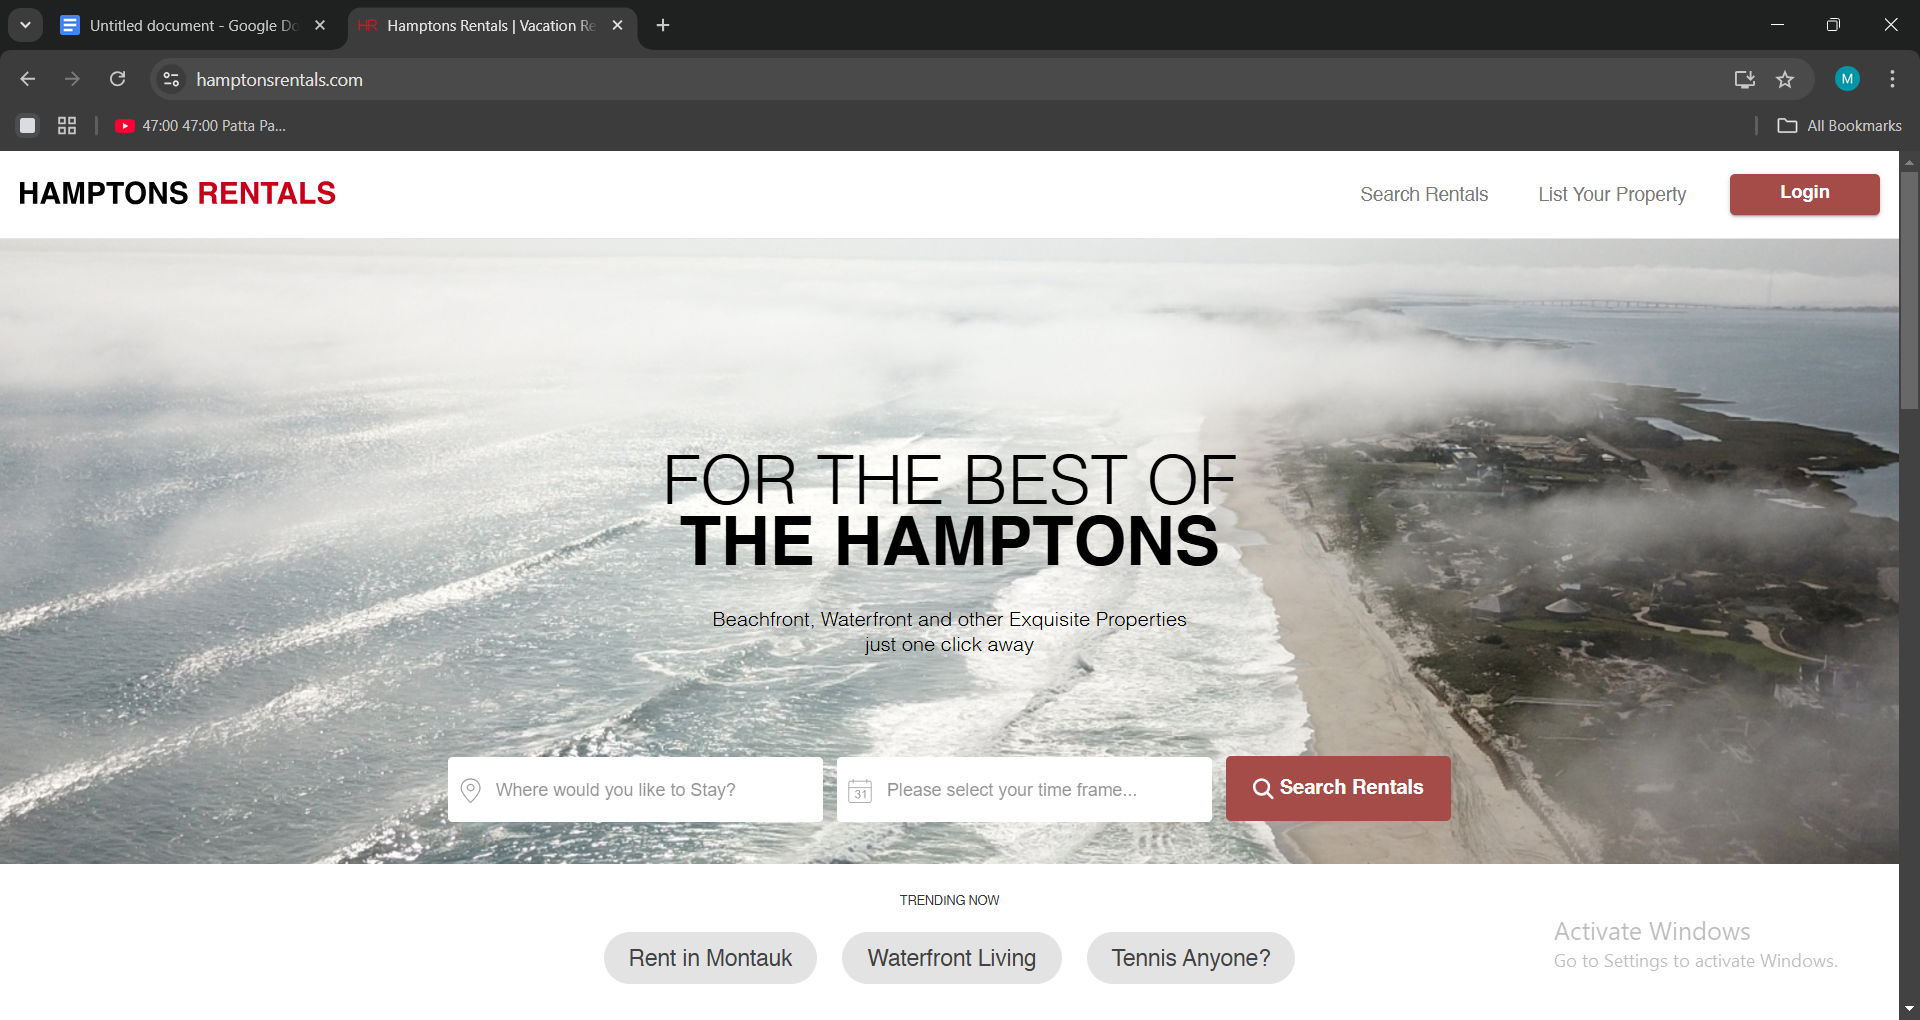 Untitled document - Google Do
HR Hamptons Rentals | Vacation Re
hamptonsrentals.com
M
47:00 47:00 Patta Pa...
All Bookmarks
HAMPTONS RENTALS
Search Rentals
List Your Property
Login
FOR THE BEST OF
THE HAMPTONS
Beachfront, Waterfront and other Exquisite Properties
just one click away
Where would you like to Stay?
31
Please select your time frame...
Search Rentals
TRENDING NOW
Rent in Montauk
Waterfront Living
Tennis Anyone?
Activate Windows
Go to Settings to activate Windows.